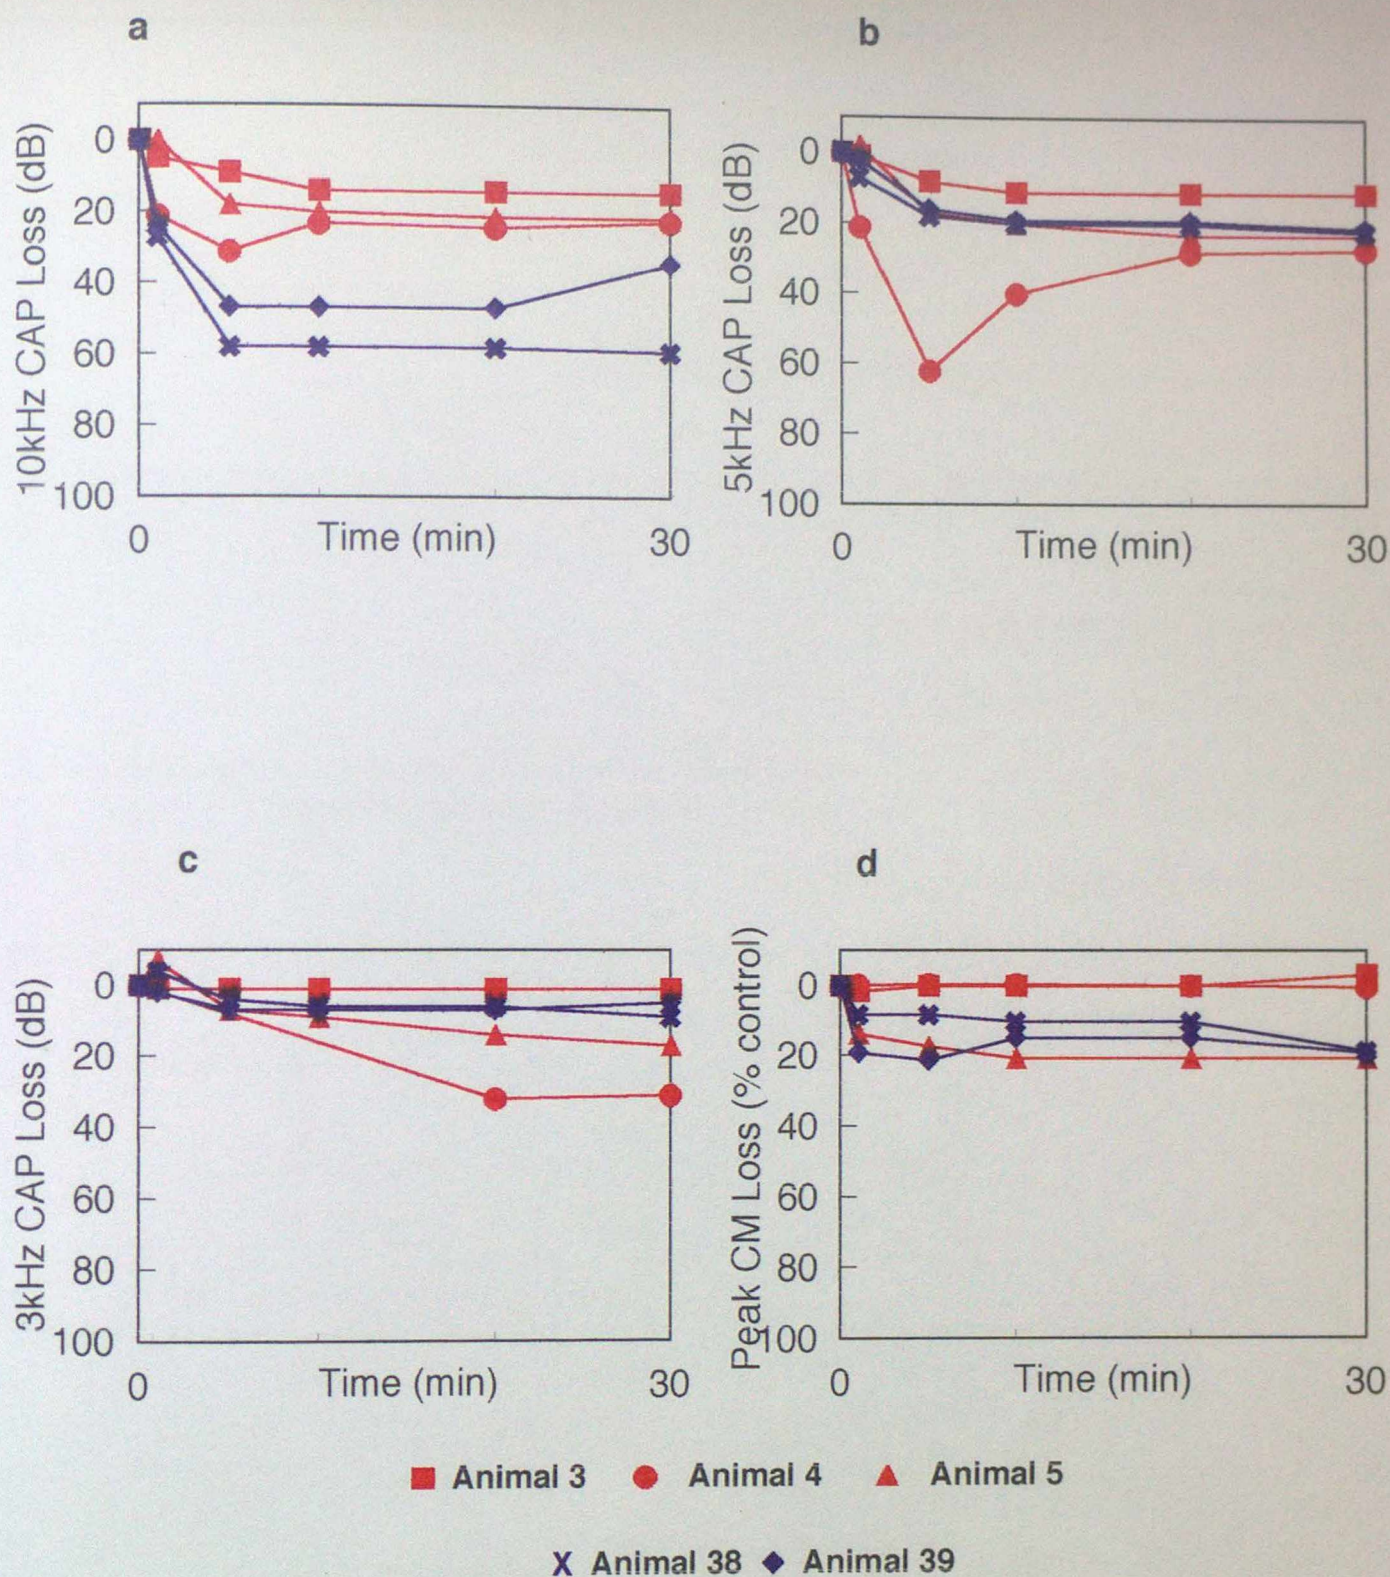 a
10kHz CAP Loss (dB)
0
20
40
60
80
100
0
Time (min)
30
b
5kHz CAP Loss (dB)
0
20
40
60
80
100
0
Time (min)
30
c
3kHz CAP Loss (dB)
0
20
40
60
80
100
0
Time (min)
30
d
Peak CM Loss (% control)
0
20
40
60
80
100
0
Time (min)
30
Animal 3 Animal 4 Animal 5
Animal 38 Animal 39